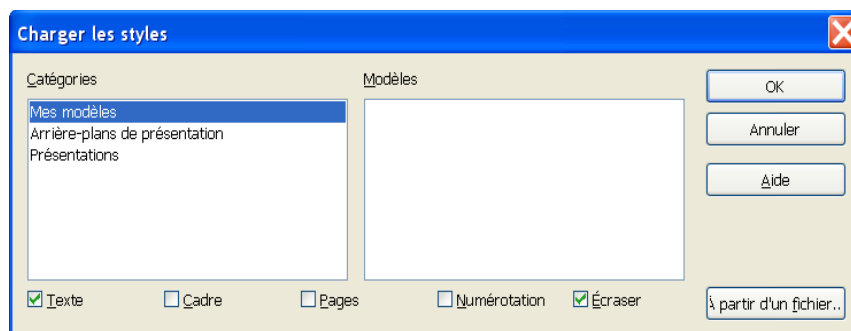 Charger les styles
Catégories
Modèles
Mes modèles
Arrière-plans de présentation
Présentations
OK
Annuler
Aide
Texte
Cadre
Pages
Numérotation
Écraser
À partir d'un fichier..